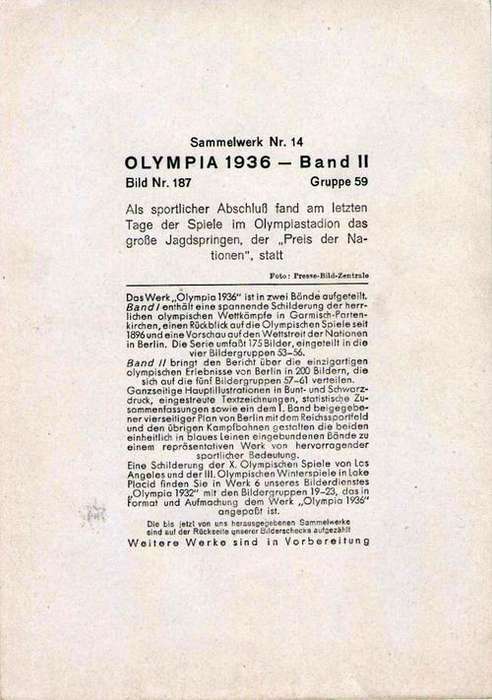 Sammelwerk Nr. 14
OLYMPIA 1936 — Band II
Bild Nr. 187 Gruppe 59
Als sportlicher Abschluß fand am letzten
Tage der Spiele im Olympiastadion das
große Jagdspringen, der „Preis der Na-
tionen“, statt
Foto: Presse-Bild-Zentrale
Das Werk „Olympia 1936“ ist in zwei Bände aufgeteilt.
Band I enthält eine spannende Schilderung der herr-
lichen olympischen Wettkämpfe in Garmisch-Parten-
kirchen, einen Rückblick auf die Olympischen Spiele seit
1896 und eine Vorschau auf den Wettstreit der Nationen
in Berlin. Die Serie umfaßt 175 Bilder, eingeteilt in die
vier Bildergruppen 53–56.
Band II bringt den Bericht über die einzigartigen
olympischen Erlebnisse von Berlin in 200 Bildern, die
sich auf die fünf Bildergruppen 57–61 verteilen.
Ganzseitige Hauptillustrationen in Bunt- und Schwarz-
druck, eingestreute Textzeichnungen, statistische Zu-
sammenfassungen sowie ein dem I. Band beigegebe-
ner vierseitiger Plan von Berlin mit dem Reichssportfeld
und den übrigen Kampfbahnen gestalten die beiden
einheitlich in blaues Leinen eingebundenen Bände zu
einem repräsentativen Werk von hervorragender
sportlicher Bedeutung.
Eine Schilderung der X. Olympischen Spiele von Los
Angeles und der III. Olympischen Winterspiele in Lake
Placid finden Sie in Werk 6 unseres Bilderdienstes
„Olympia 1932“ mit den Bildergruppen 19–23, das in
Format und Aufmachung dem Werk „Olympia 1936“
angepaßt ist.
Die bis jetzt von uns herausgegebenen Sammelwerke
sind auf der Rückseite unserer Bilderschecks aufgezählt
Weitere Werke sind in Vorbereitung